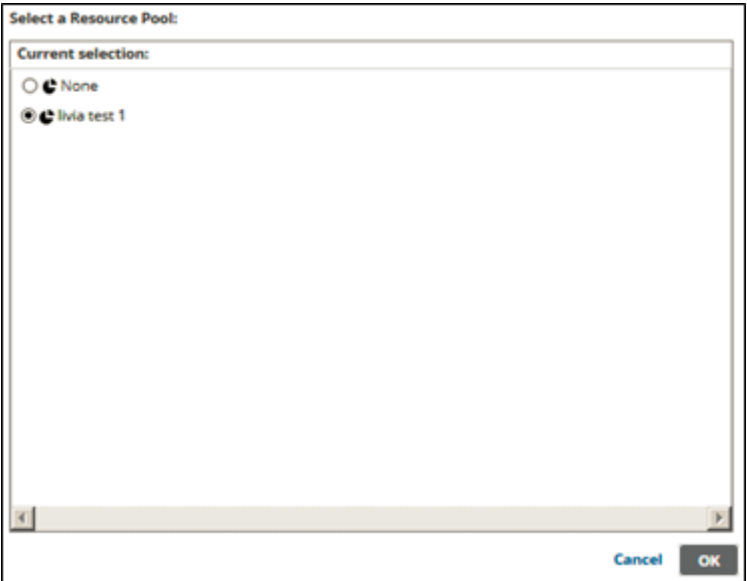 Select a Resource Pool:
Current selection:
None
livia test 1
Cancel OK